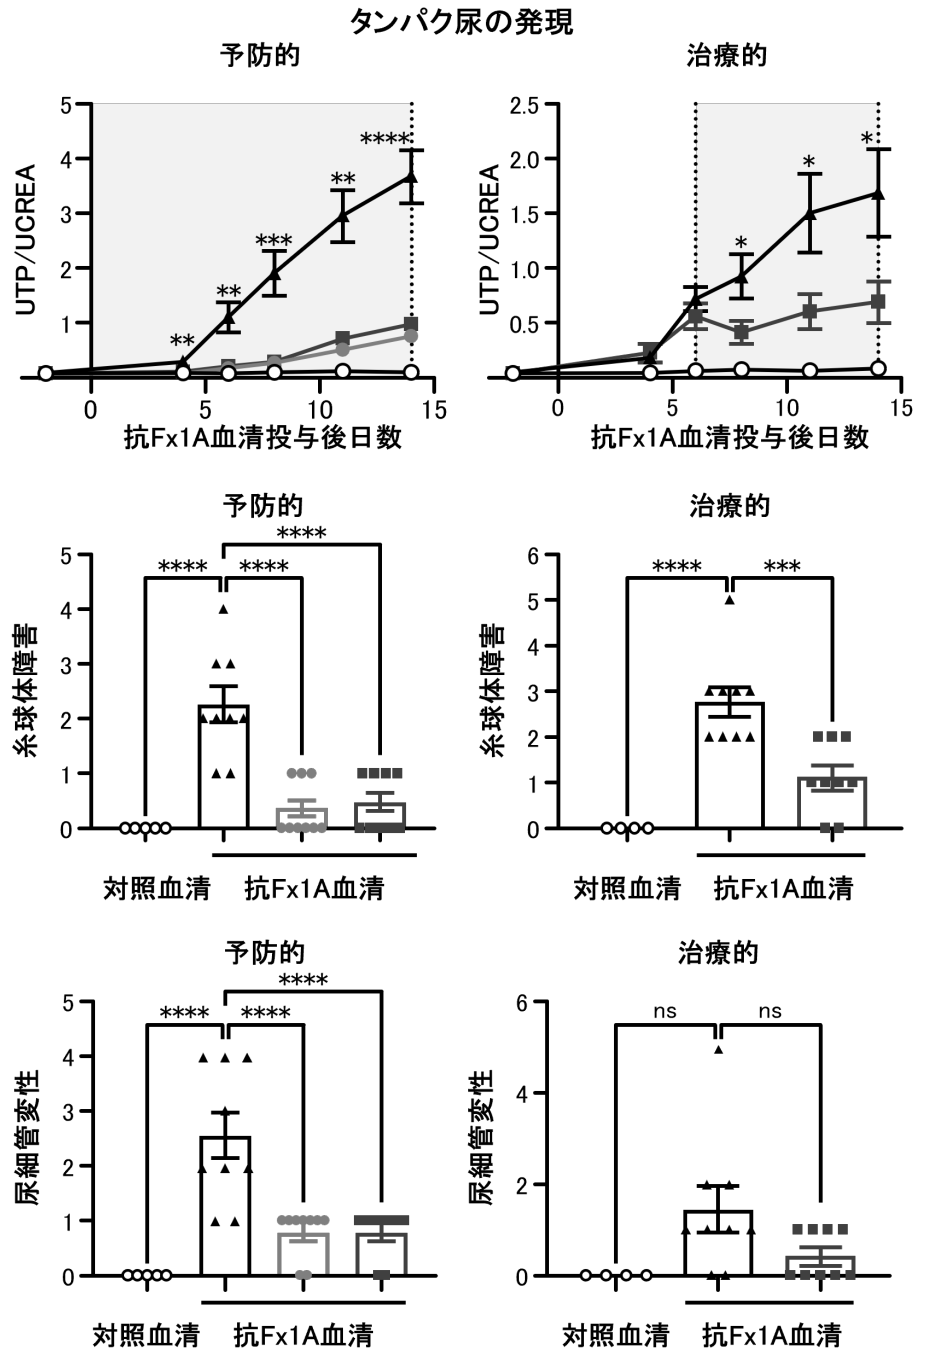 タンパク尿の発現
予防的
治療的
UTP/UCREA
5
4
3
2
1
**
**
***
**
****
0
5
10
15
抗Fx1A血清投与後日数
UTP/UCREA
2.5
2.0
1.5
1.0
0.5
*
*
*
0
5
10
15
抗Fx1A血清投与後日数
予防的
糸球体障害
5
4
3
2
1
0
****
****
****
対照血清
抗Fx1A血清
治療的
糸球体障害
6
5
4
3
2
1
0
****
***
対照血清
抗Fx1A血清
予防的
尿細管変性
5
4
3
2
1
0
****
****
****
対照血清
抗Fx1A血清
治療的
尿細管変性
6
4
2
0
ns
ns
対照血清
抗Fx1A血清